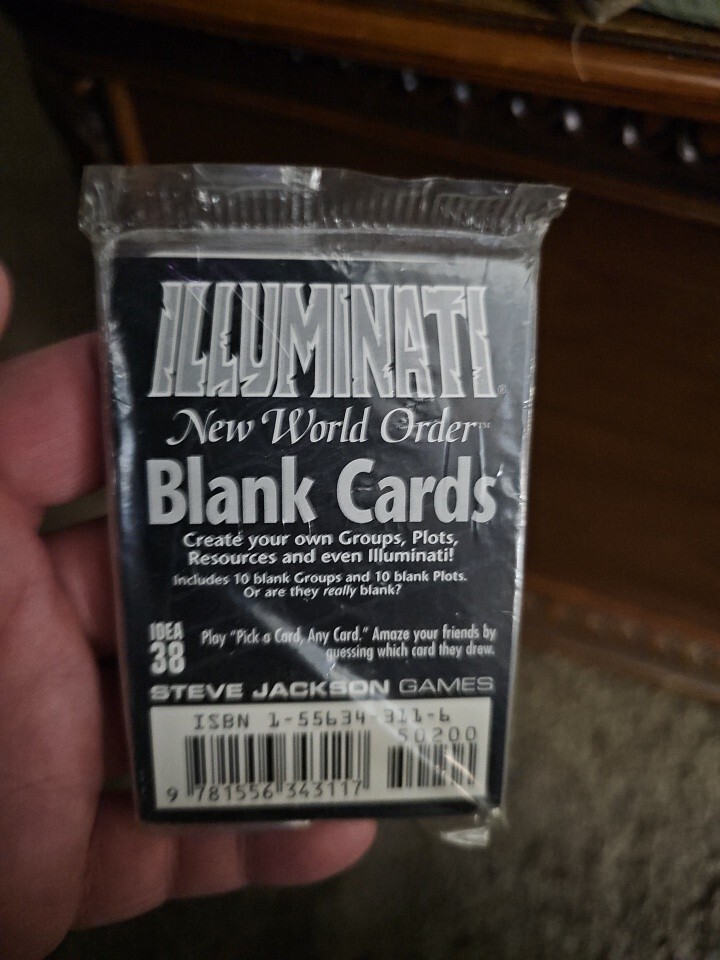 ILLUMINATI®
New World Order™
Blank Cards
Create your own Groups, Plots,
Resources and even Illuminati!
Includes 10 blank Groups and 10 blank Plots.
Or are they really blank?
IDEA
38
Play "Pick a Card, Any Card." Amaze your friends by
guessing which card they drew.
STEVE JACKSON GAMES
ISBN 1-55634-311-6
50200
9 781556 343117